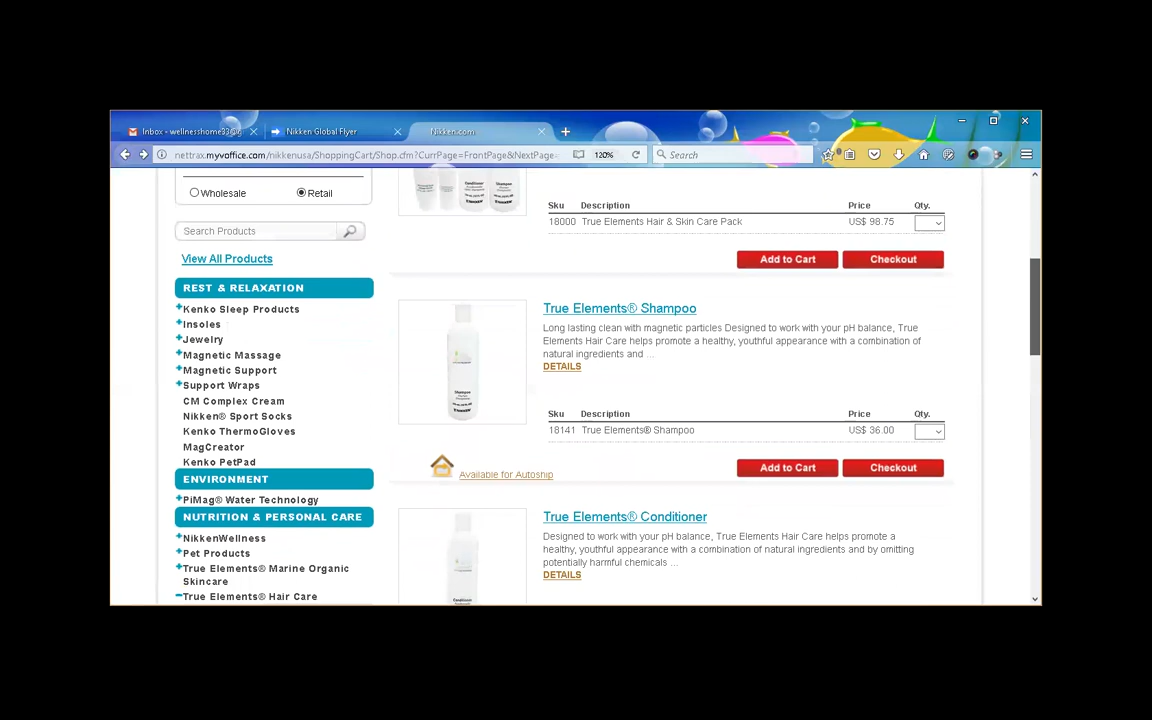 Inbox - wellnesshome33@g
Nikken Global Flyer
Nikken.com
nettrax.myvoffice.com/nikkenusa/ShoppingCart/Shop.cfm?CurrPage=FrontPage&NextPage=
120%
Search
Wholesale
Retail
Search Products
View All Products
REST & RELAXATION
Kenko Sleep Products
Insoles
Jewelry
Magnetic Massage
Magnetic Support
Support Wraps
CM Complex Cream
Nikken® Sport Socks
Kenko ThermoGloves
MagCreator
Kenko PetPad
ENVIRONMENT
PiMag® Water Technology
NUTRITION & PERSONAL CARE
NikkenWellness
Pet Products
True Elements® Marine Organic
Skincare
True Elements® Hair Care
Conditioner
Shampoo
Sku Description Price Qty.
18000 True Elements Hair & Skin Care Pack US$ 98.75
Add to Cart Checkout
True Elements® Shampoo
Long lasting clean with magnetic particles Designed to work with your pH balance, True
Elements Hair Care helps promote a healthy, youthful appearance with a combination of
natural ingredients and ...
DETAILS
Shampoo
NIKKEN
Sku Description Price Qty.
18141 True Elements® Shampoo US$ 36.00
Available for Autoship
Add to Cart Checkout
True Elements® Conditioner
Designed to work with your pH balance, True Elements Hair Care helps promote a
healthy, youthful appearance with a combination of natural ingredients and by omitting
potentially harmful chemicals ...
DETAILS
Conditioner